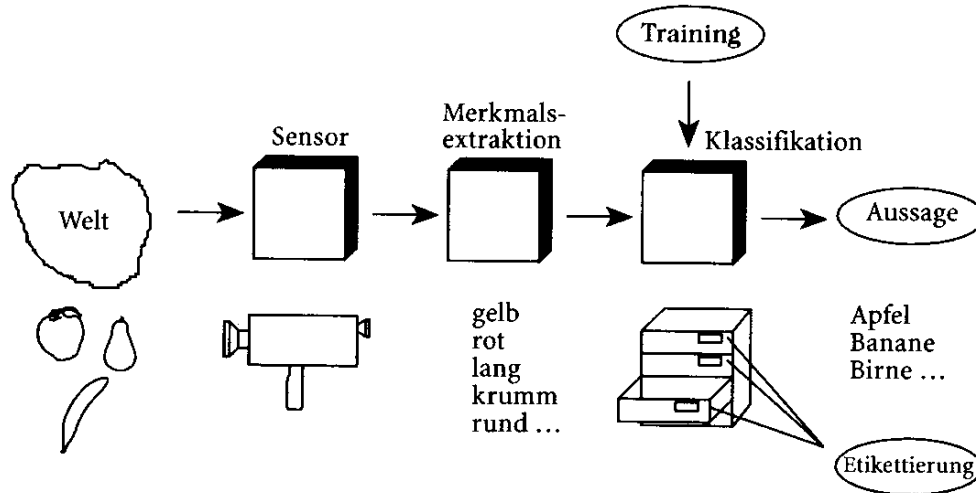 Training
Sensor
Merkmals-
extraktion
Klassifikation
Welt
Aussage
gelb
rot
lang
krumm
rund ...
Apfel
Banane
Birne ...
Etikettierung